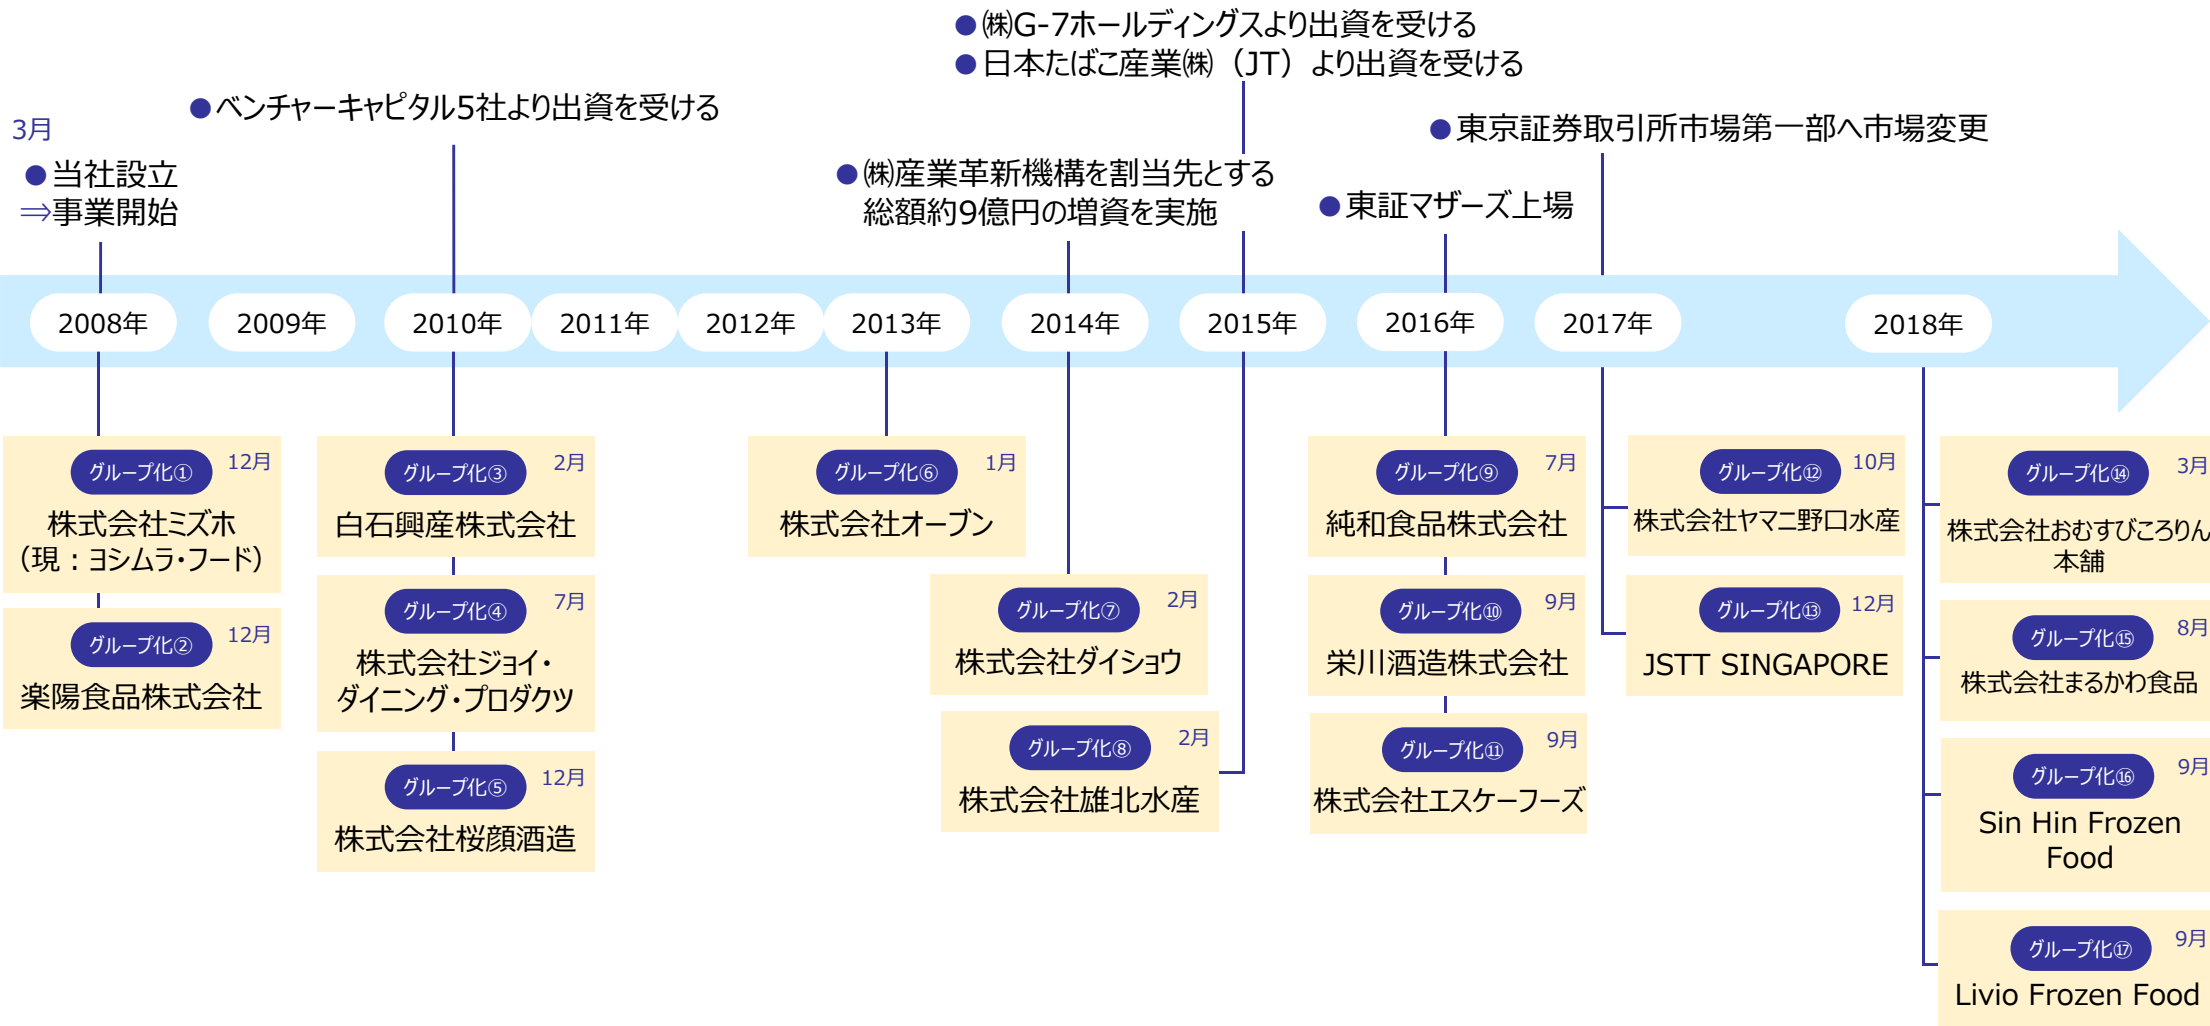 ●㈱G-7ホールディングスより出資を受ける
●日本たばこ産業㈱（JT）より出資を受ける
●ベンチャーキャピタル5社より出資を受ける
3月
●東京証券取引所市場第一部へ市場変更
●当社設立
⇒事業開始
●㈱産業革新機構を割当先とする
総額約9億円の増資を実施
●東証マザーズ上場
2008年
2009年
2010年
2011年
2012年
2013年
2014年
2015年
2016年
2017年
2018年
グループ化① 12月
株式会社ミズホ
（現：ヨシムラ・フード）
グループ化② 12月
楽陽食品株式会社
グループ化③ 2月
白石興産株式会社
グループ化④ 7月
株式会社ジョイ・
ダイニング・プロダクツ
グループ化⑤ 12月
株式会社桜顔酒造
グループ化⑥ 1月
株式会社オーブン
グループ化⑦ 2月
株式会社ダイショウ
グループ化⑧ 2月
株式会社雄北水産
グループ化⑨ 7月
純和食品株式会社
グループ化⑩ 9月
栄川酒造株式会社
グループ化⑪ 9月
株式会社エスケーフーズ
グループ化⑫ 10月
株式会社ヤマニ野口水産
グループ化⑬ 12月
JSTT SINGAPORE
グループ化⑭ 3月
株式会社おむすびころりん
本舗
グループ化⑮ 8月
株式会社まるかわ食品
グループ化⑯ 9月
Sin Hin Frozen
Food
グループ化⑰ 9月
Livio Frozen Food